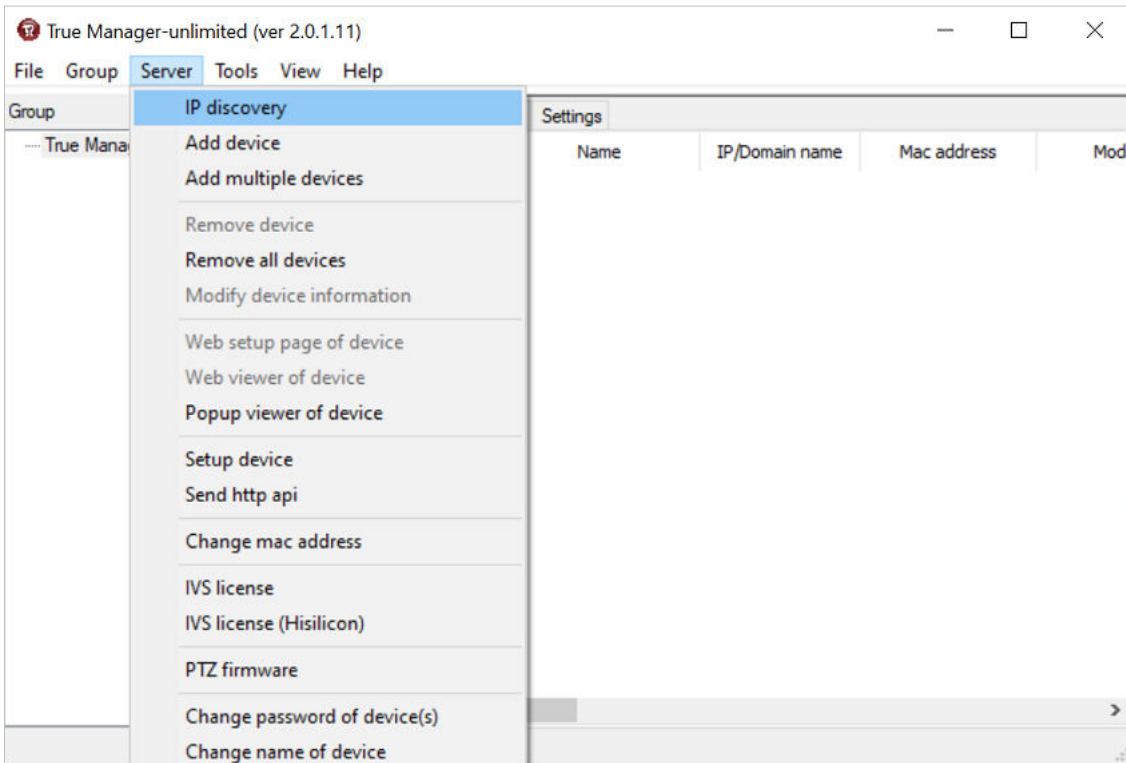 True Manager-unlimited (ver 2.0.1.11)
File Group Server Tools View Help
Group
True Mana
IP discovery
Add device
Add multiple devices
Remove device
Remove all devices
Modify device information
Web setup page of device
Web viewer of device
Popup viewer of device
Setup device
Send http api
Change mac address
IVS license
IVS license (Hisilicon)
PTZ firmware
Change password of device(s)
Change name of device
Settings
Name IP/Domain name Mac address Mod